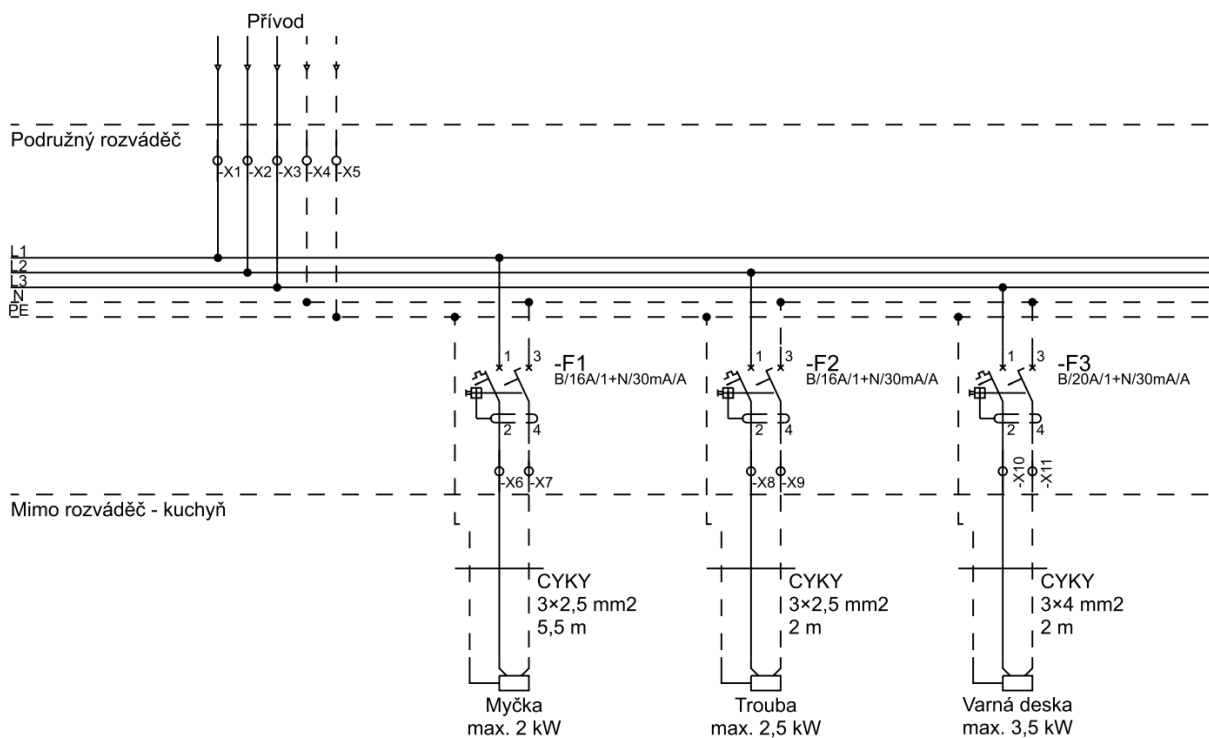 Přívod
Podružný rozváděč
-X1
-X2
-X3
-X4
-X5
L1
L2
L3
N
PE
1
3
-F1
B/16A/1+N/30mA/A
2
4
-X6
-X7
1
3
-F2
B/16A/1+N/30mA/A
2
4
-X8
-X9
1
3
-F3
B/20A/1+N/30mA/A
2
4
-X10
-X11
Mimo rozváděč - kuchyň
CYKY
3×2,5 mm2
5,5 m
CYKY
3×2,5 mm2
2 m
CYKY
3×4 mm2
2 m
Myčka
max. 2 kW
Trouba
max. 2,5 kW
Varná deska
max. 3,5 kW